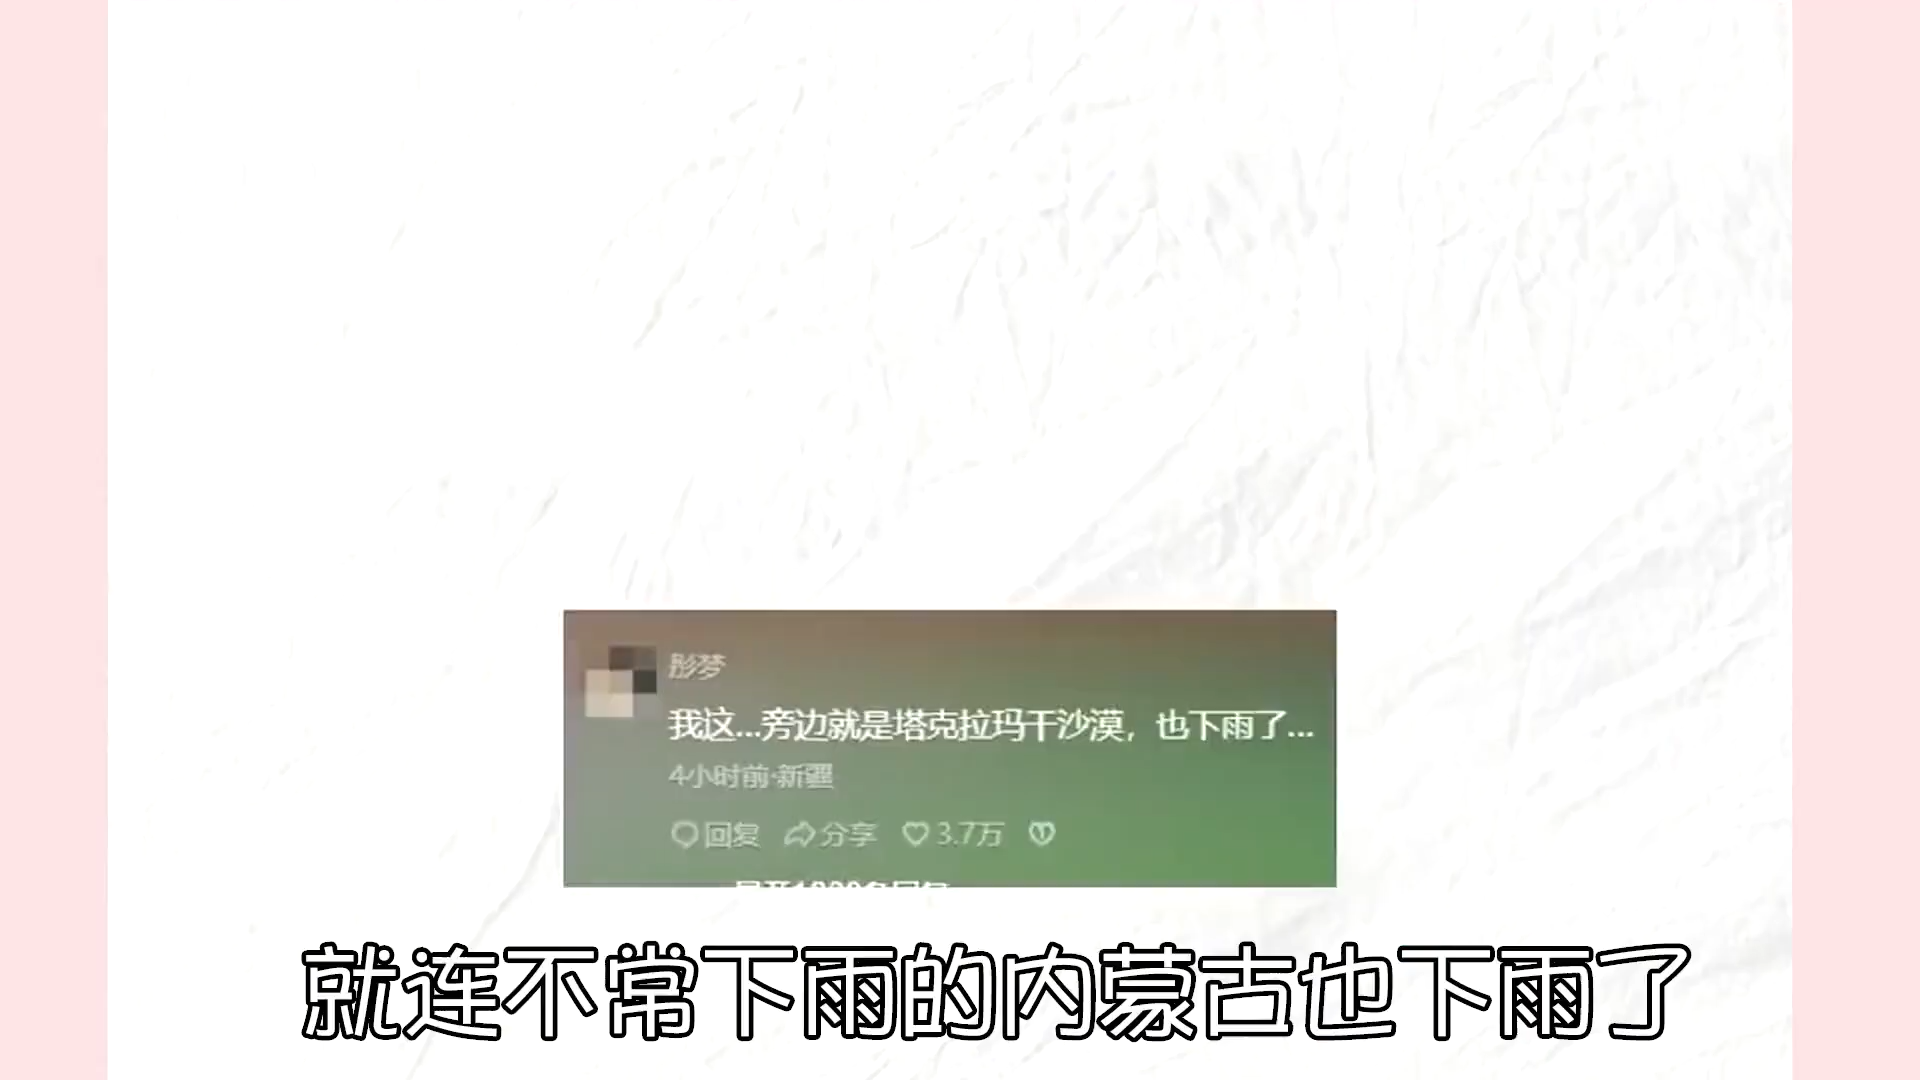 彤梦
我这...旁边就是塔克拉玛干沙漠，也下雨了...
4小时前·新疆
回复 分享 3.7万
就连不常下雨的内蒙古也下雨了